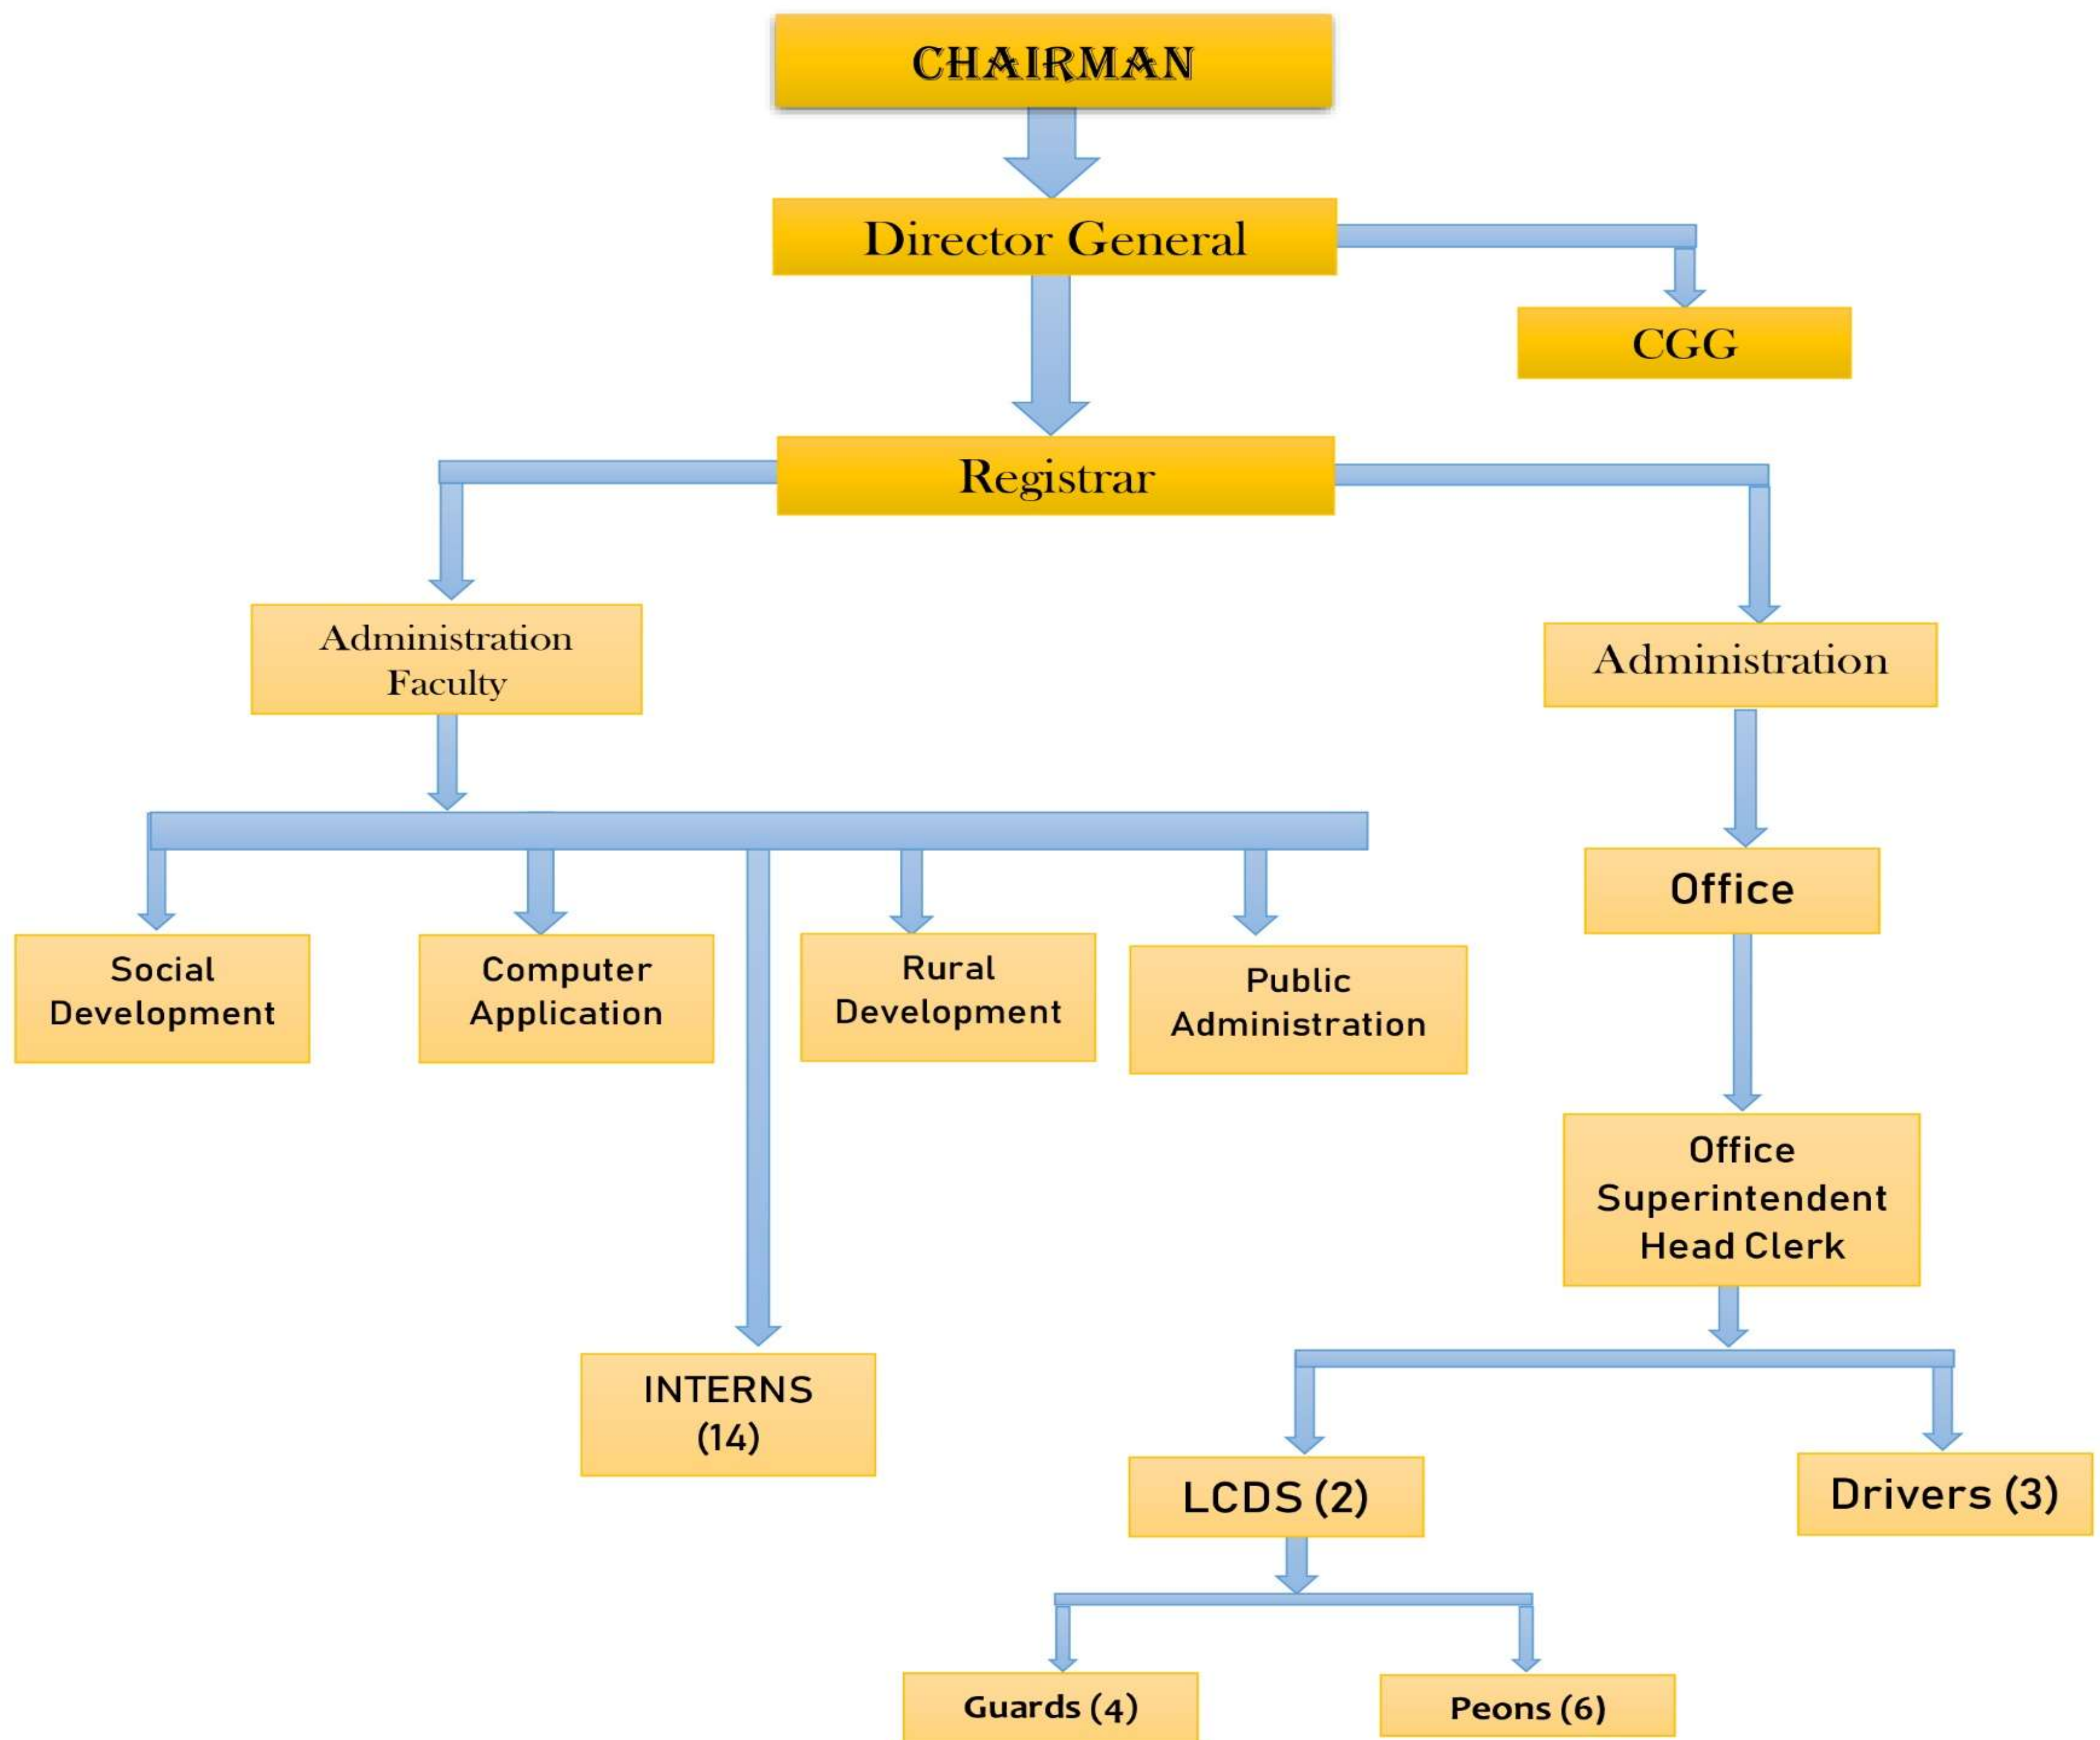 CHAIRMAN
Director General
CGG
Registrar
Administration
Faculty
Administration
Office
Social
Development
Computer
Application
Rural
Development
Public
Administration
Office
Superintendent
Head Clerk
INTERNS
(14)
LCDS (2)
Drivers (3)
Guards (4)
Peons (6)